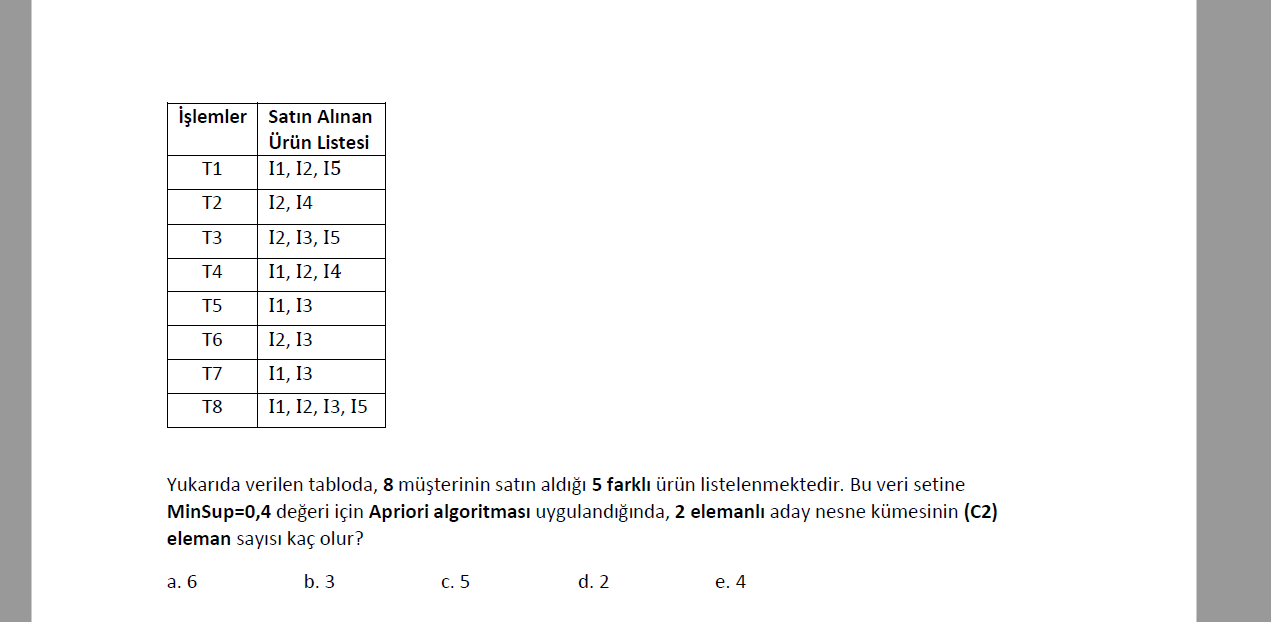 İşlemler Satın Alınan
Ürün Listesi
T1 I1, I2, I5
T2 I2, I4
T3 I2, I3, I5
T4 I1, I2, I4
T5 I1, I3
T6 I2, I3
T7 I1, I3
T8 I1, I2, I3, I5
Yukarıda verilen tabloda, 8 müşterinin satın aldığı 5 farklı ürün listelenmektedir. Bu veri setine
MinSup=0,4 değeri için Apriori algoritması uygulandığında, 2 elemanlı aday nesne kümesinin (C2)
eleman sayısı kaç olur?
a. 6 b. 3 c. 5 d. 2 e. 4